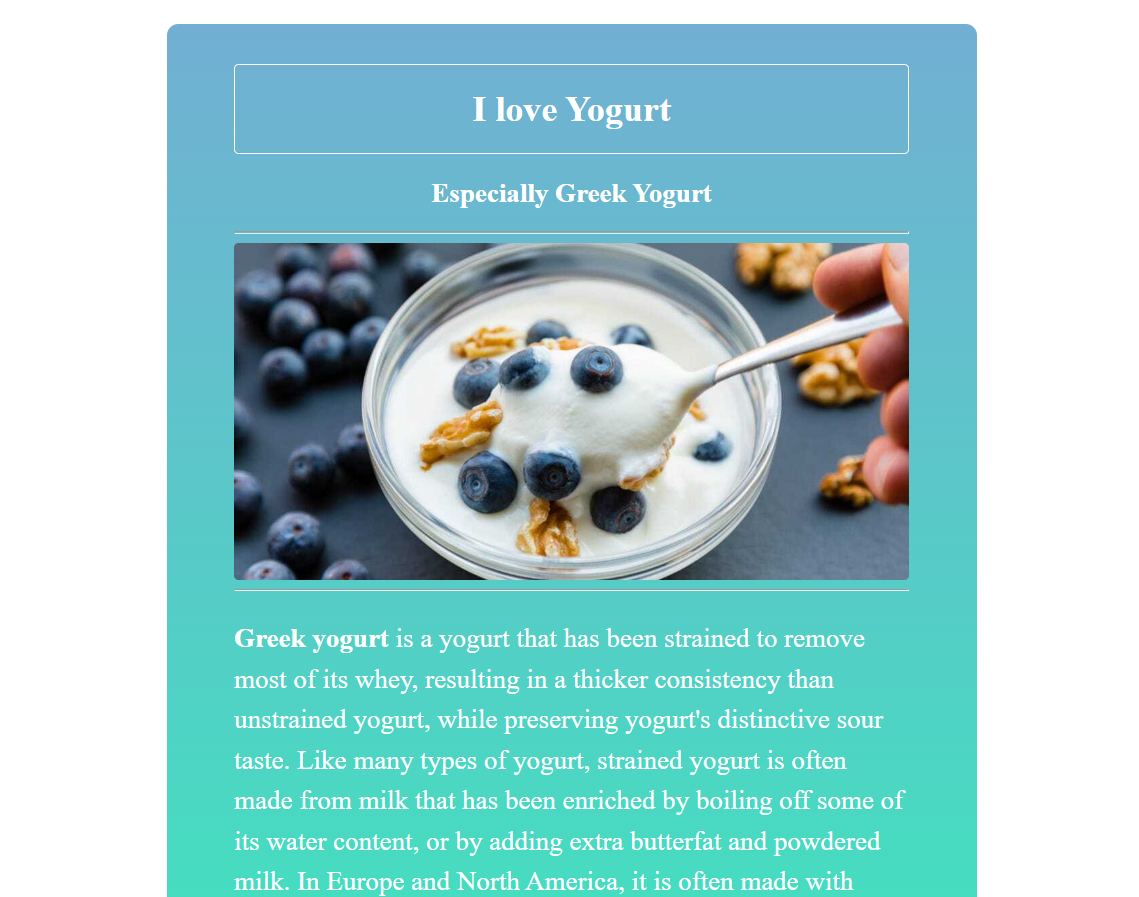 I love Yogurt
Especially Greek Yogurt
Greek yogurt is a yogurt that has been strained to remove
most of its whey, resulting in a thicker consistency than
unstrained yogurt, while preserving yogurt's distinctive sour
taste. Like many types of yogurt, strained yogurt is often
made from milk that has been enriched by boiling off some of
its water content, or by adding extra butterfat and powdered
milk. In Europe and North America, it is often made with